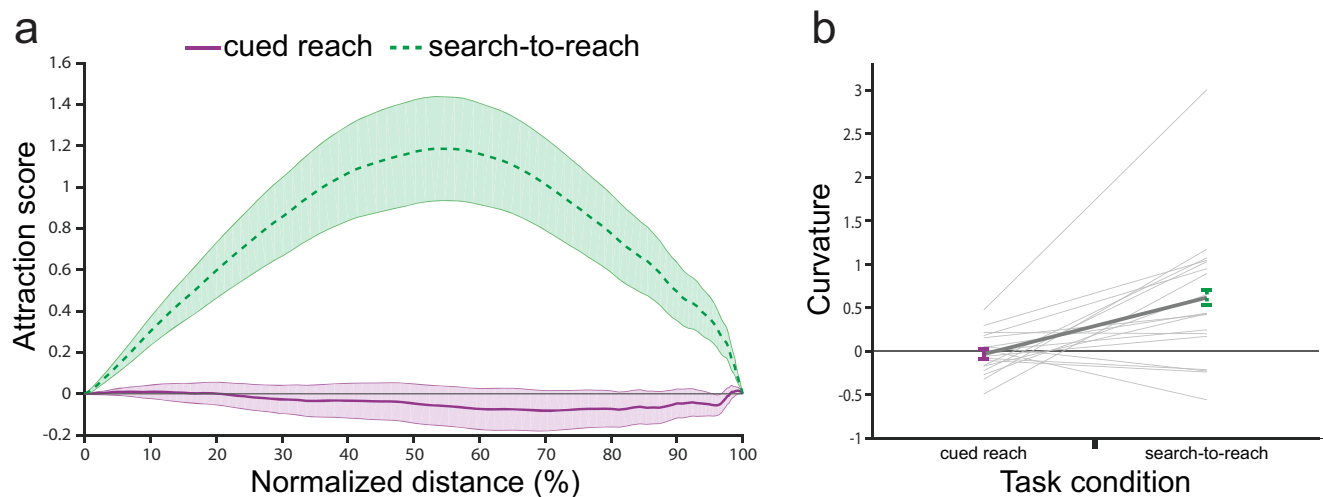 a
cued reach search-to-reach
1.6
1.4
1.2
1
0.8
0.6
0.4
0.2
0
-0.2
Attraction score
0 10 20 30 40 50 60 70 80 90 100
Normalized distance (%)
b
3
2.5
2
1.5
1
0.5
0
-0.5
-1
Curvature
cued reach search-to-reach
Task condition